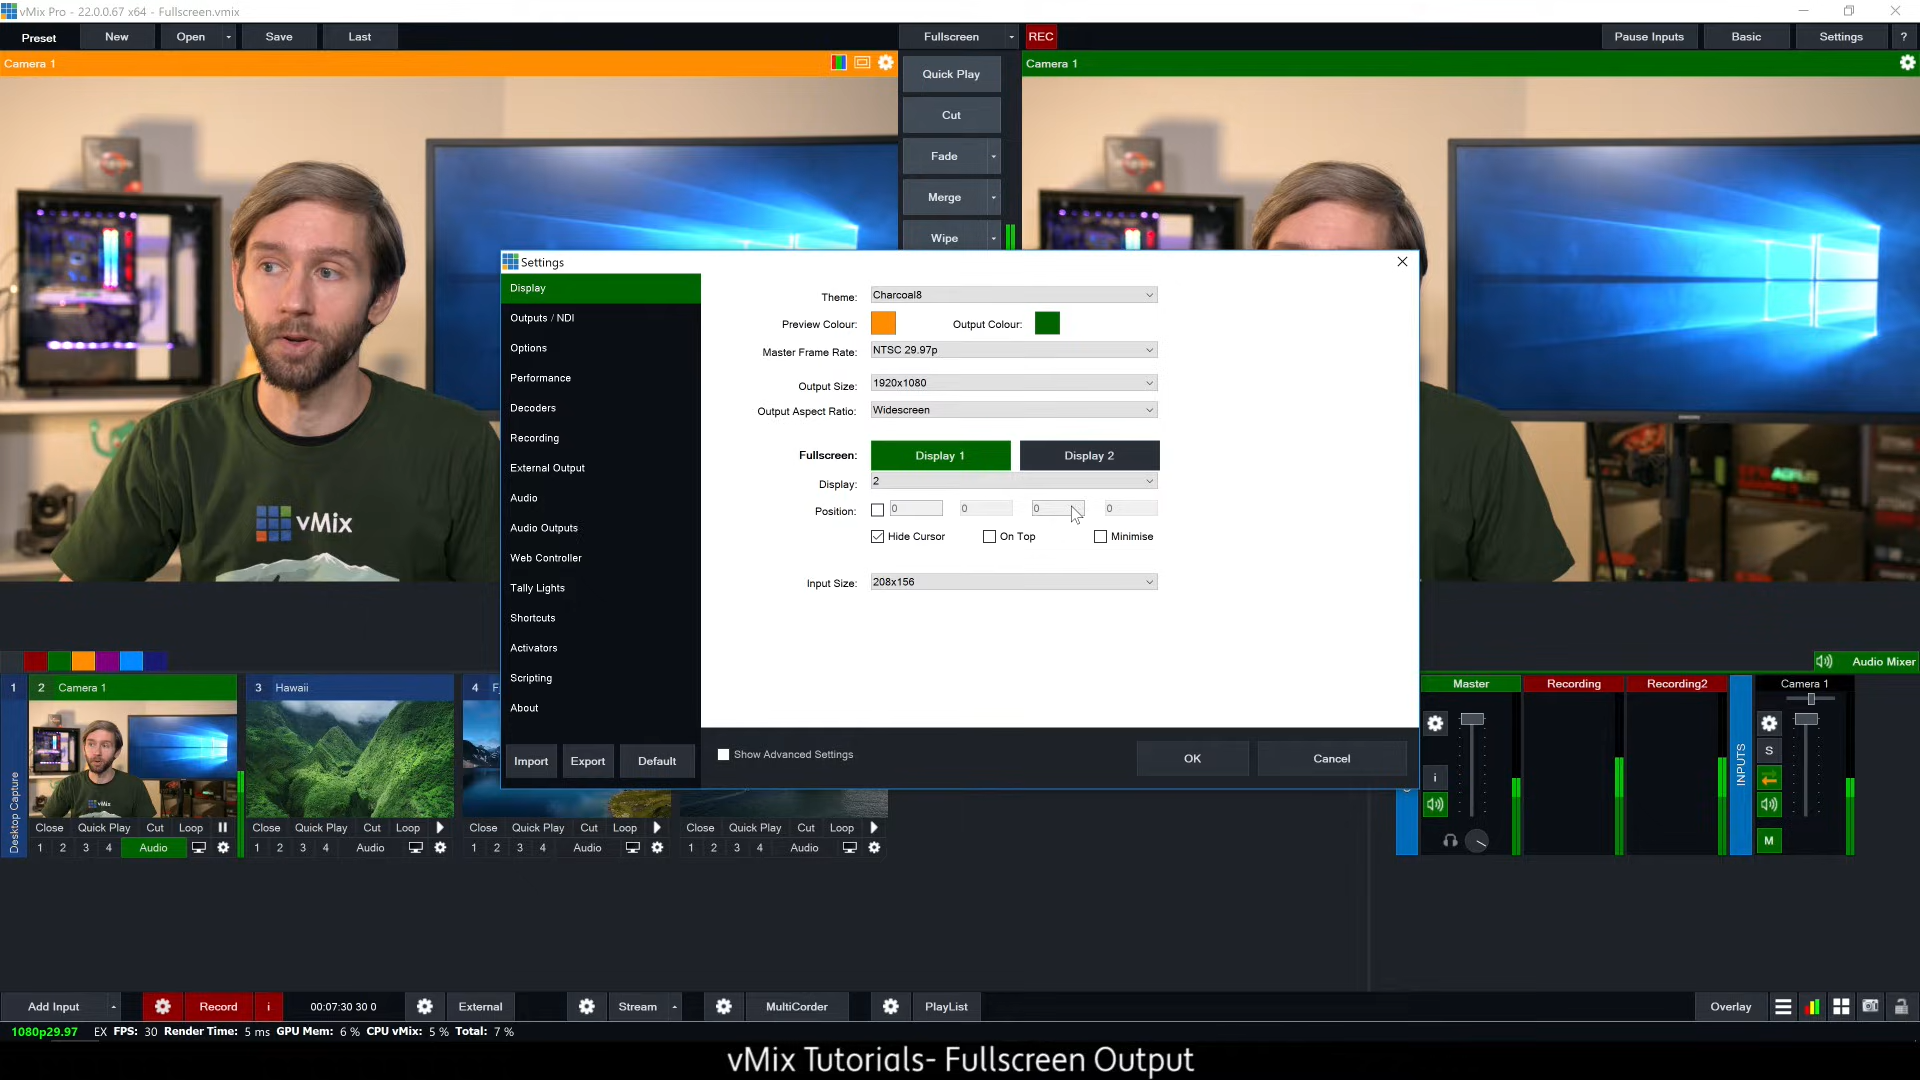 vMix Pro - 22.0.0.67 x64 - Fullscreen.vmix
Preset New Open Save Last Fullscreen REC Pause Inputs Basic Settings ?
Camera 1 Camera 1
Quick Play
Cut
Fade
Merge
Wipe
vMix
Settings
Display
Outputs / NDI
Options
Performance
Decoders
Recording
External Output
Audio
Audio Outputs
Web Controller
Tally Lights
Shortcuts
Activators
Scripting
About
Import Export Default
Theme: Charcoal8
Preview Colour: Output Colour:
Master Frame Rate: NTSC 29.97p
Output Size: 1920x1080
Output Aspect Ratio: Widescreen
Fullscreen: Display 1 Display 2
Display: 2
Position: 0 0 0 0
Hide Cursor On Top Minimise
Input Size: 208x156
Show Advanced Settings OK Cancel
Audio Mixer
1 2 Camera 1 3 Hawaii 4
Desktop Capture
vMix
Close Quick Play Cut Loop Close Quick Play Cut Loop Close Quick Play Cut Loop Close Quick Play Cut Loop
1 2 3 4 Audio 1 2 3 4 Audio 1 2 3 4 Audio 1 2 3 4 Audio
Master Recording Recording2 Camera 1
INPUTS
S
i
M
Add Input Record i 00:07:30 30 0 External Stream MultiCorder PlayList Overlay
1080p29.97 EX FPS: 30 Render Time: 5 ms GPU Mem: 6 % CPU vMix: 5 % Total: 7 %
vMix Tutorials- Fullscreen Output